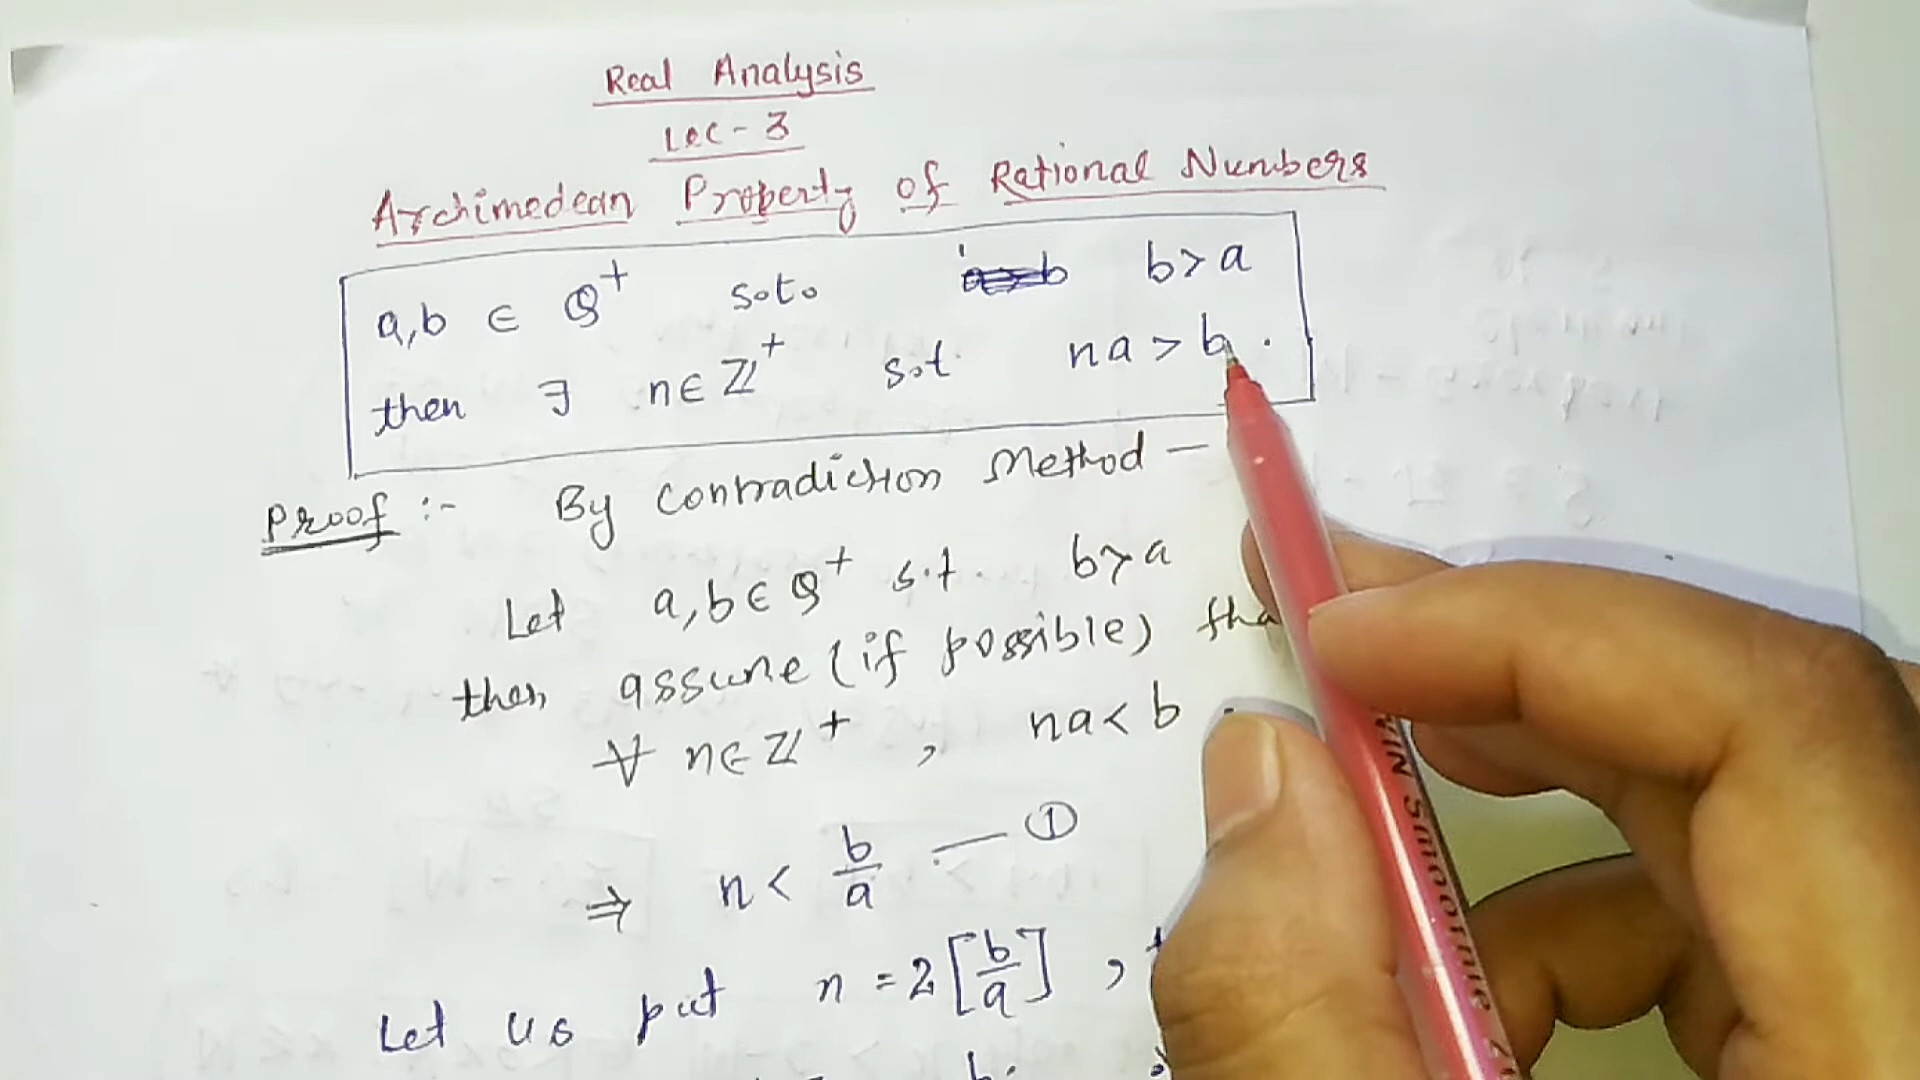 Real Analysis
Lec - 3
Archimedean Property of Rational Numbers
a,b ∈ Q⁺ s.t. b > a
then ∃ n ∈ ℤ⁺ s.t. na > b .
Proof :- By Contradiction Method —
Let a,b ∈ Q⁺ s.t. b > a
then assume (if possible)
∀ n ∈ ℤ⁺ , na < b .
⇒ n < b/a — ①
Let us put n = 2[b/a] ,